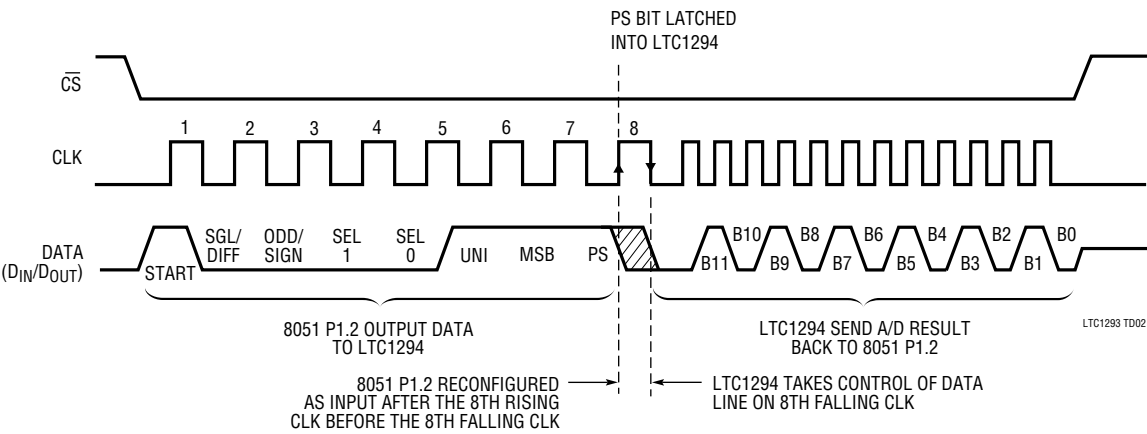 PS BIT LATCHED
INTO LTC1294
CS
1 2 3 4 5 6 7 8
CLK
DATA
(DIN/DOUT)
START
SGL/
DIFF
ODD/
SIGN
SEL
1
SEL
0
UNI
MSB
PS
B11
B10
B9
B8
B7
B6
B5
B4
B3
B2
B1
B0
8051 P1.2 OUTPUT DATA
TO LTC1294
LTC1294 SEND A/D RESULT
BACK TO 8051 P1.2
LTC1293 TD02
8051 P1.2 RECONFIGURED
AS INPUT AFTER THE 8TH RISING
CLK BEFORE THE 8TH FALLING CLK
LTC1294 TAKES CONTROL OF DATA
LINE ON 8TH FALLING CLK